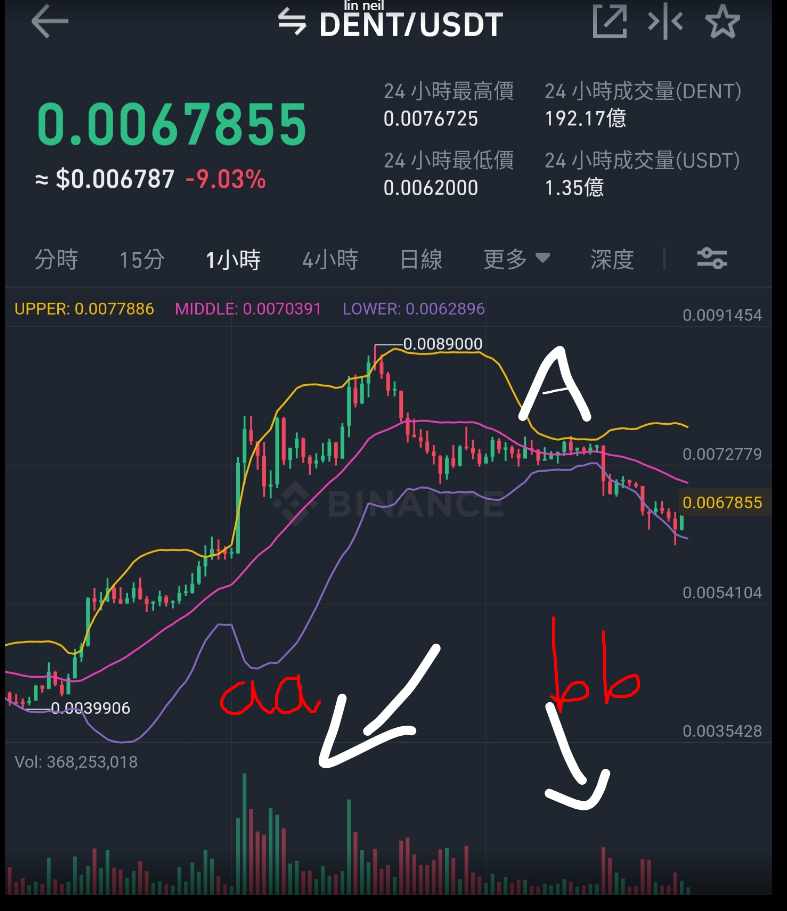 lin neil
DENT/USDT
0.0067855
≈ $0.006787 -9.03%
24 小時最高價
0.0076725
24 小時成交量(DENT)
192.17億
24 小時最低價
0.0062000
24 小時成交量(USDT)
1.35億
分時 15分 1小時 4小時 日線 更多 深度
UPPER: 0.0077886 MIDDLE: 0.0070391 LOWER: 0.0062896
0.0091454
0.0089000
A
0.0072779
0.0067855
BINANCE
0.0054104
aa
bb
0.0039906
0.0035428
Vol: 368,253,018